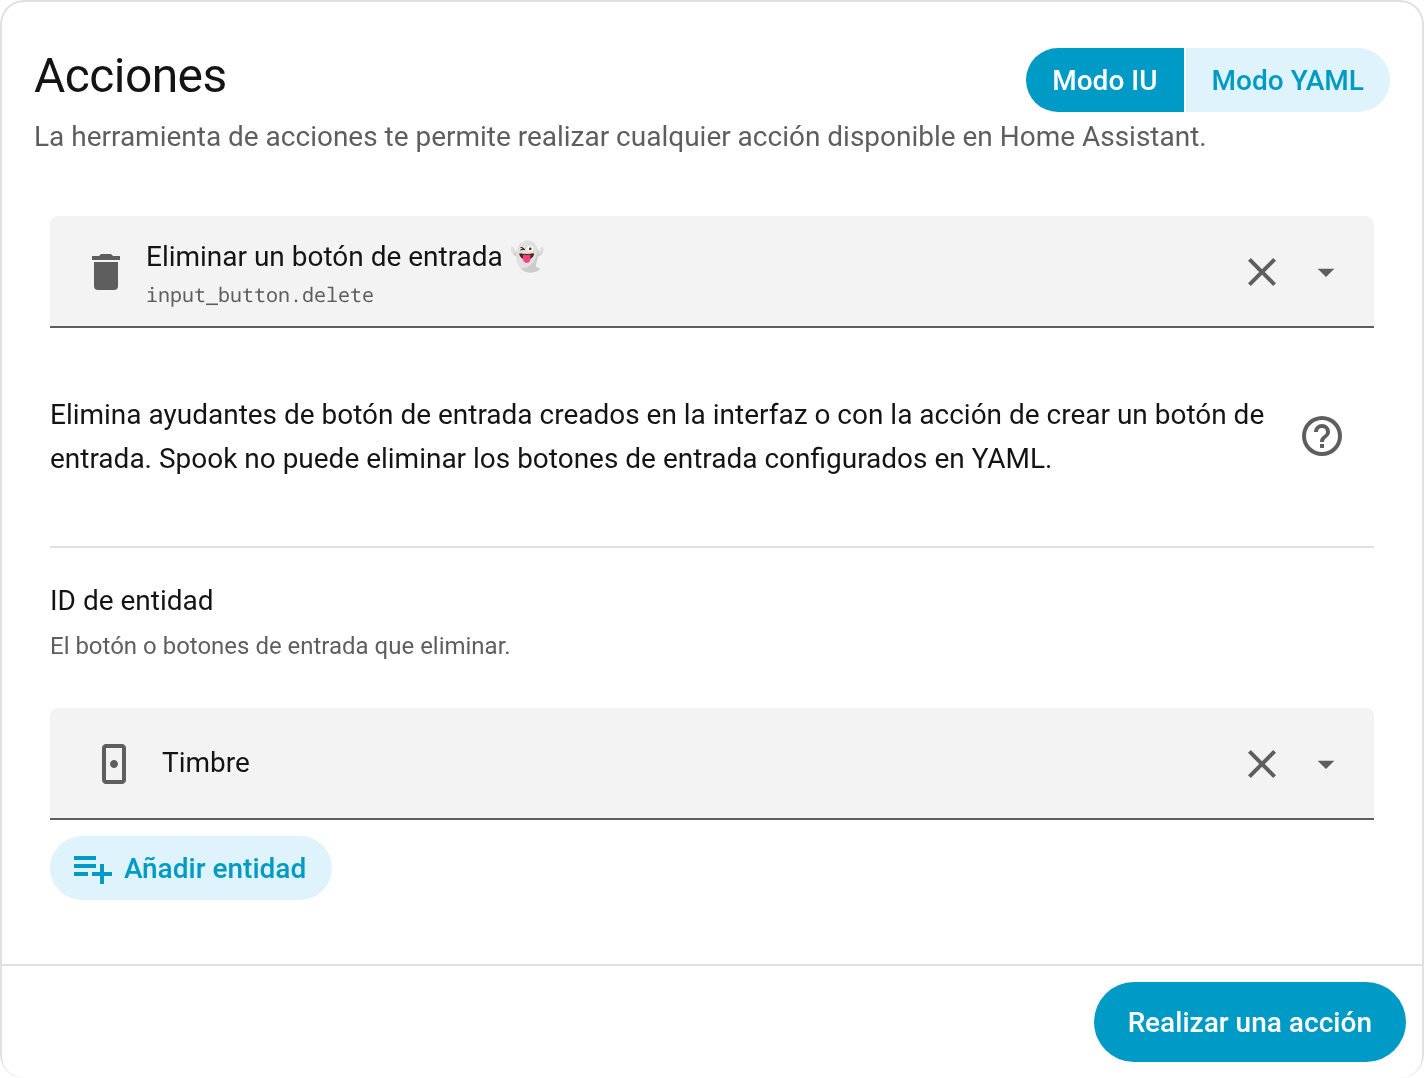 Acciones
Modo IU
Modo YAML
La herramienta de acciones te permite realizar cualquier acción disponible en Home Assistant.
Eliminar un botón de entrada 👻
input_button.delete
Elimina ayudantes de botón de entrada creados en la interfaz o con la acción de crear un botón de
entrada. Spook no puede eliminar los botones de entrada configurados en YAML.
ID de entidad
El botón o botones de entrada que eliminar.
Timbre
Añadir entidad
Realizar una acción